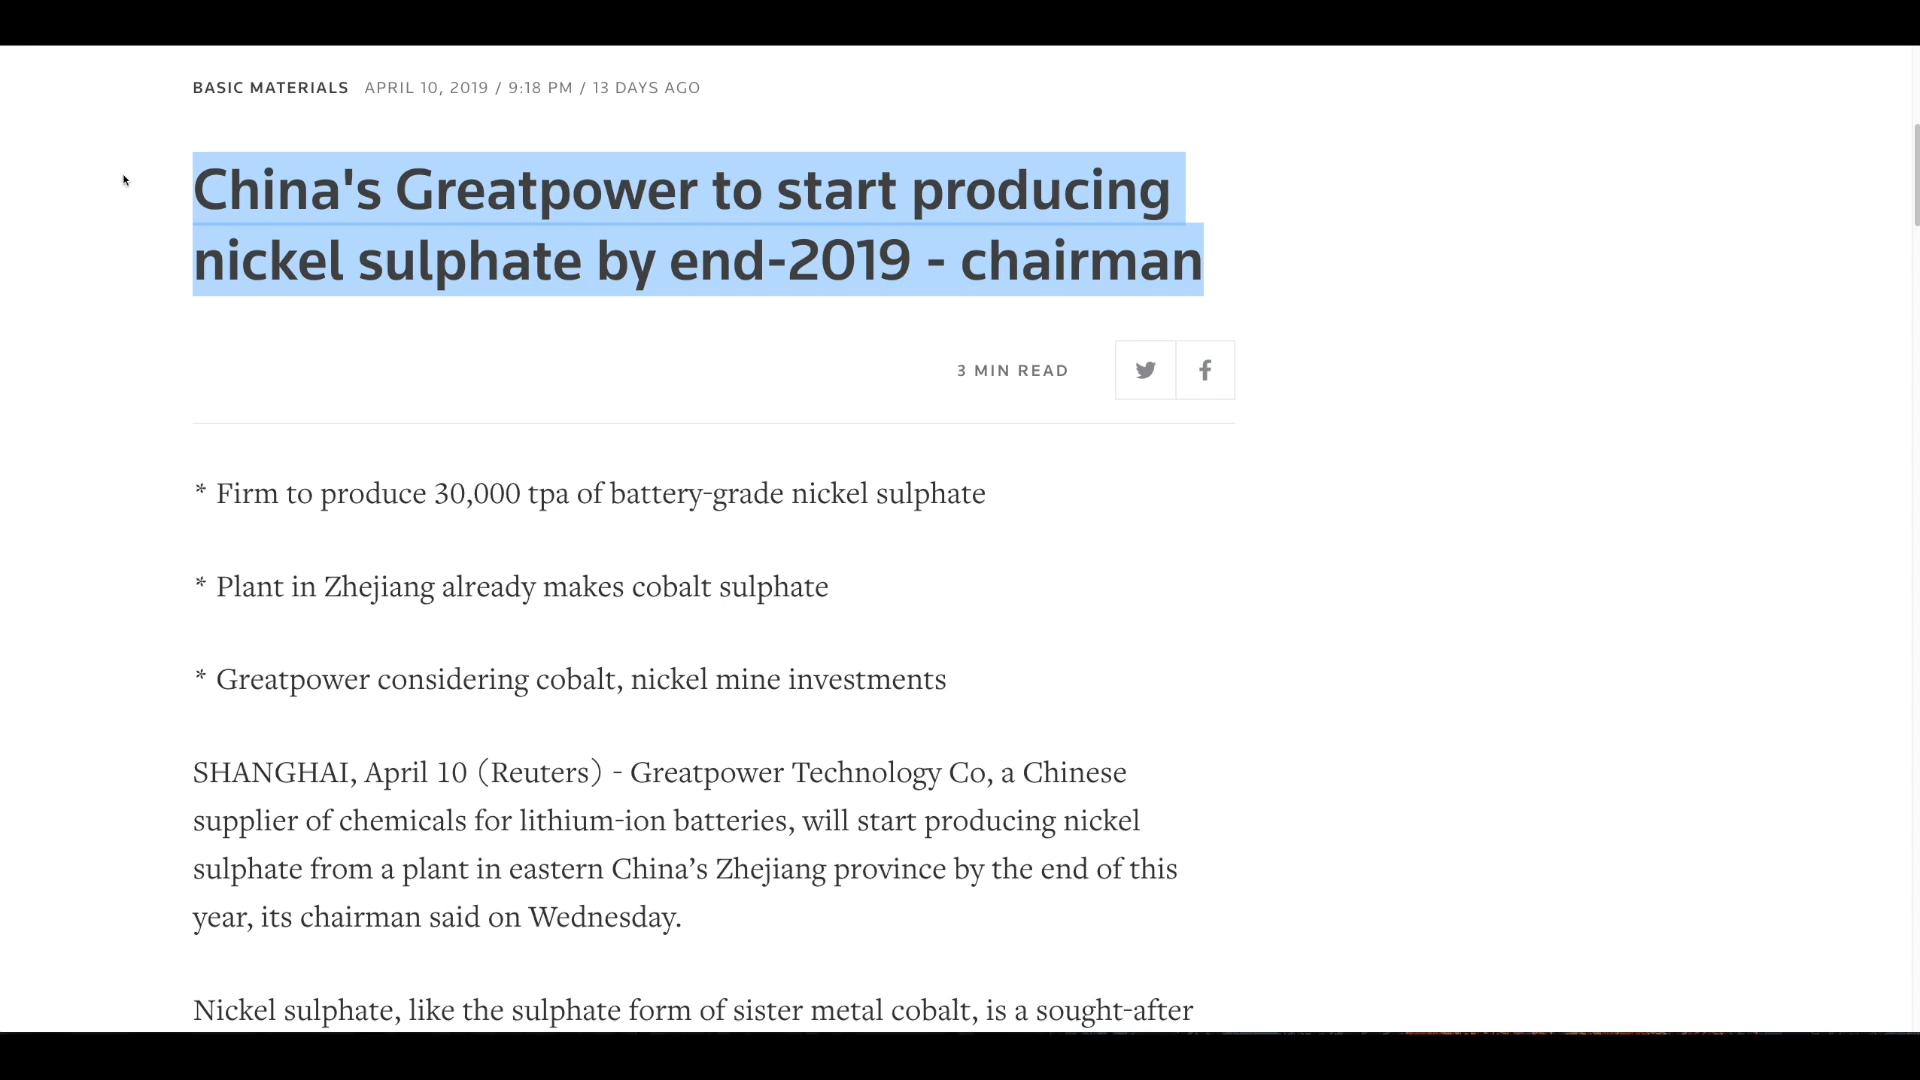 BASIC MATERIALS APRIL 10, 2019 / 9:18 PM / 13 DAYS AGO
China's Greatpower to start producing
nickel sulphate by end-2019 - chairman
3 MIN READ
* Firm to produce 30,000 tpa of battery-grade nickel sulphate
* Plant in Zhejiang already makes cobalt sulphate
* Greatpower considering cobalt, nickel mine investments
SHANGHAI, April 10 (Reuters) - Greatpower Technology Co, a Chinese
supplier of chemicals for lithium-ion batteries, will start producing nickel
sulphate from a plant in eastern China’s Zhejiang province by the end of this
year, its chairman said on Wednesday.
Nickel sulphate, like the sulphate form of sister metal cobalt, is a sought-after